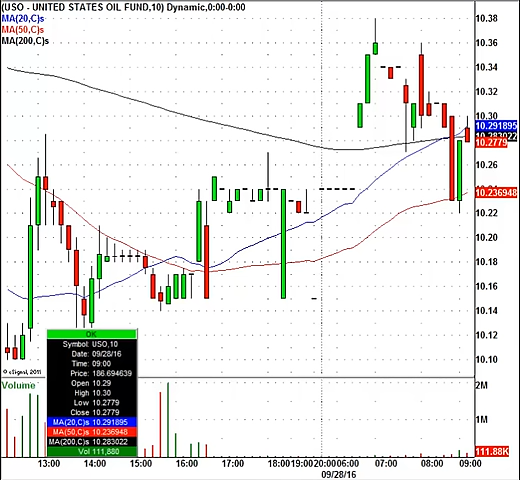 (USO - UNITED STATES OIL FUND,10) Dynamic,0:00-0:00
MA(20,C)s
MA(50,C)s
MA(200,C)s
10.38
10.36
10.34
10.32
10.30
10.291895
10.283022
10.2779
10.26
10.236948
10.22
10.20
10.18
10.16
10.14
10.12
10.10
© eSignal, 2011
OK
Symbol: USO,10
Date: 09/28/16
Time: 09:00
Price: 186.694639
Open 10.29
High 10.30
Low 10.2779
Close 10.2779
MA(20,C)s 10.291895
MA(50,C)s 10.236948
MA(200,C)s 10.283022
Vol 111,880
Volume
2M
1M
111.88K
13:00 14:00 15:00 16:00 17:00 18:00 19:00 20:00 06:00 07:00 08:00 09:00
09/28/16